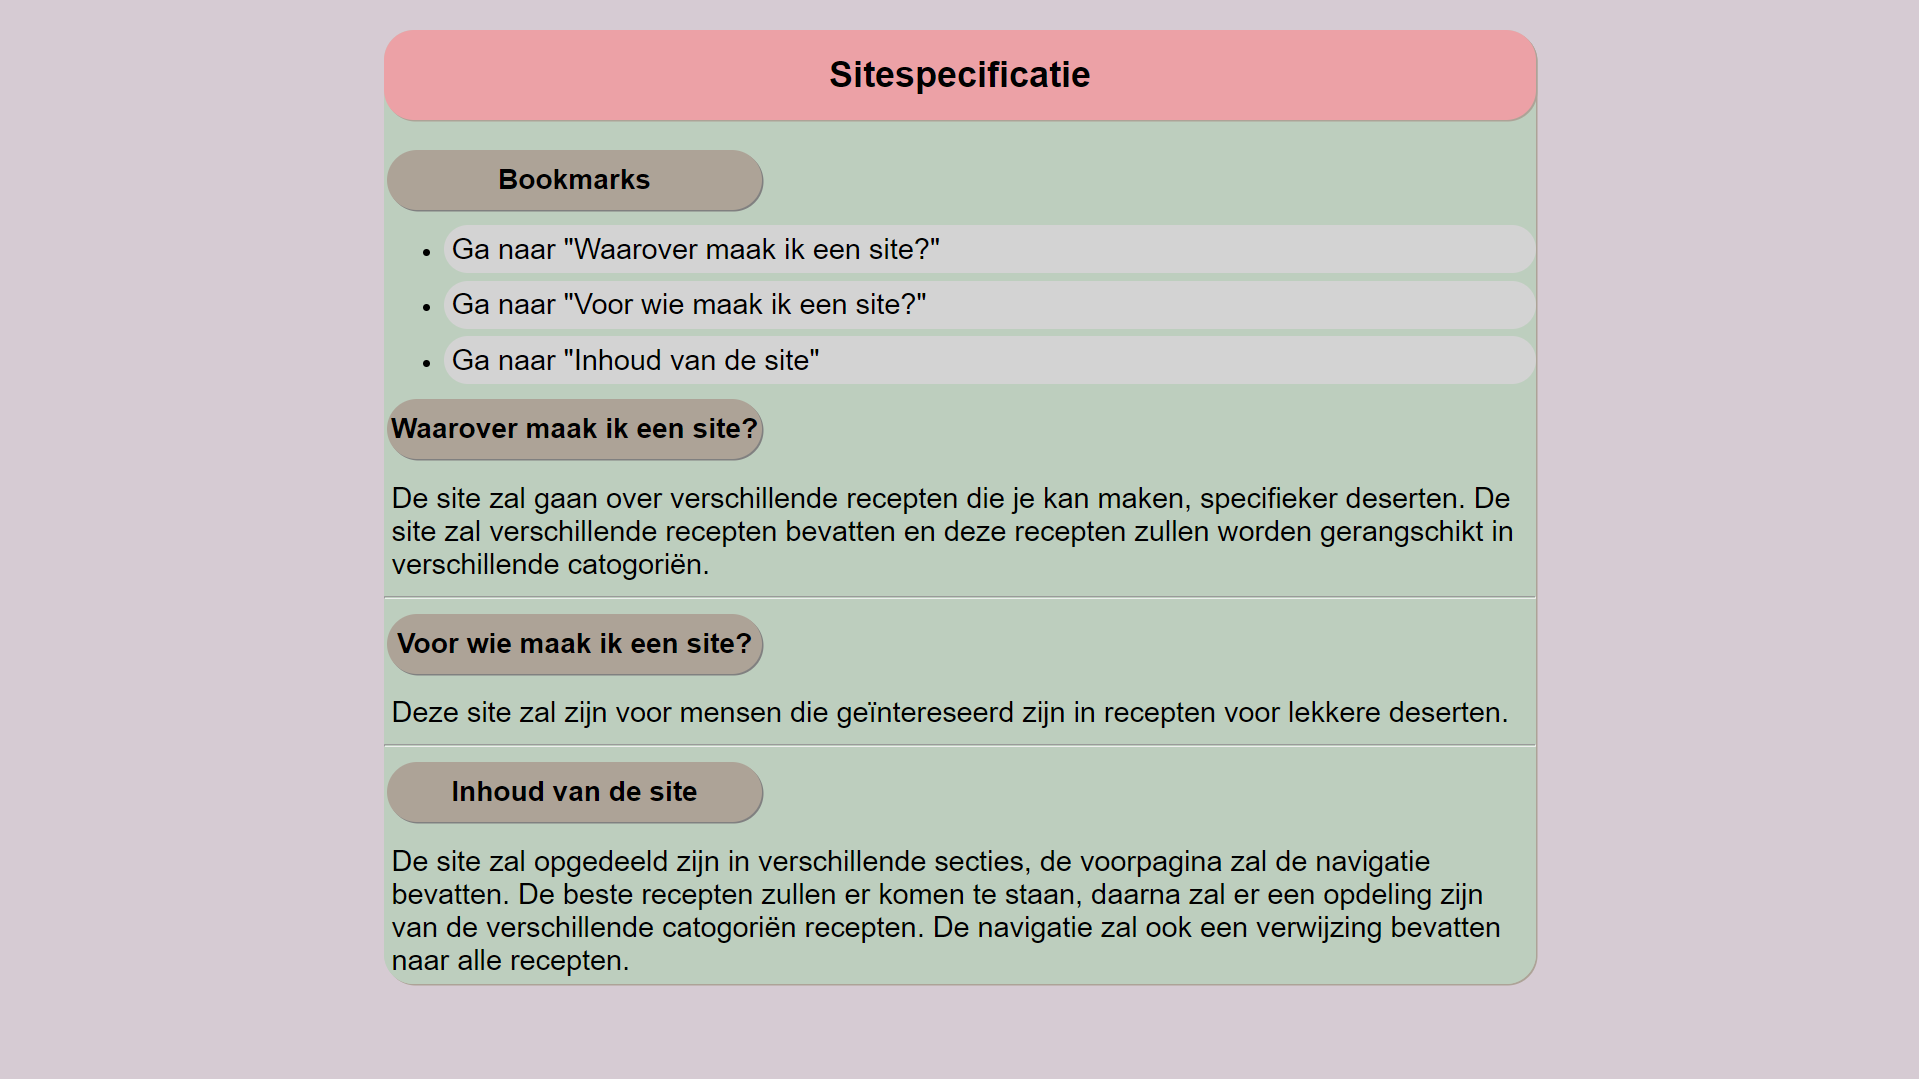 Sitespecificatie
Bookmarks
• Ga naar "Waarover maak ik een site?"
• Ga naar "Voor wie maak ik een site?"
• Ga naar "Inhoud van de site"
Waarover maak ik een site?
De site zal gaan over verschillende recepten die je kan maken, specifieker deserten. De
site zal verschillende recepten bevatten en deze recepten zullen worden gerangschikt in
verschillende catogoriën.
Voor wie maak ik een site?
Deze site zal zijn voor mensen die geïntereseerd zijn in recepten voor lekkere deserten.
Inhoud van de site
De site zal opgedeeld zijn in verschillende secties, de voorpagina zal de navigatie
bevatten. De beste recepten zullen er komen te staan, daarna zal er een opdeling zijn
van de verschillende catogoriën recepten. De navigatie zal ook een verwijzing bevatten
naar alle recepten.